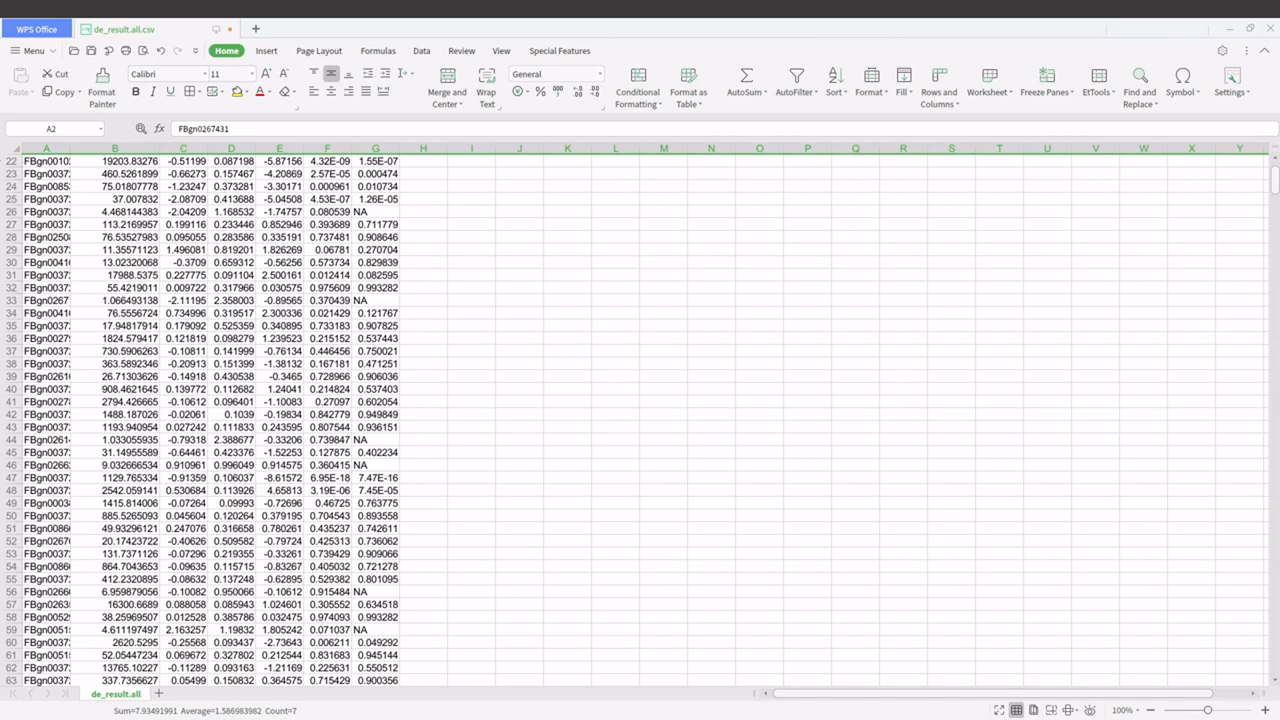 WPS Office de_result.all.csv
Menu Home Insert Page Layout Formulas Data Review View Special Features
Cut Calibri 11 General
Paste Copy Format Painter B I U A Merge and Center Wrap Text Conditional Formatting Format as Table AutoSum AutoFilter Sort Format Fill Rows and Columns Worksheet Freeze Panes EtTools Find and Replace Symbol Settings
A2 fx FBgn0267431
A B C D E F G H I J K L M N O P Q R S T U V W X Y
22 FBgn0010 19203.83276 -0.51199 0.087198 -5.87156 4.32E-09 1.55E-07
23 FBgn0037 460.5261899 -0.66273 0.157467 -4.20869 2.57E-05 0.000474
24 FBgn0085 75.01807778 -1.23247 0.373281 -3.30171 0.000961 0.010734
25 FBgn0037 37.007832 -2.08709 0.413688 -5.04508 4.53E-07 1.26E-05
26 FBgn0037 4.468144383 -2.04209 1.168532 -1.74757 0.080539 NA
27 FBgn0037 113.2169957 0.199116 0.233446 0.852946 0.393689 0.711779
28 FBgn0250 76.53527983 0.095055 0.283586 0.335191 0.737481 0.908646
29 FBgn0037 11.35571123 1.496081 0.819201 1.826269 0.06781 0.270704
30 FBgn0041 13.02320068 -0.3709 0.659312 -0.56256 0.573734 0.829839
31 FBgn0037 17988.5375 0.227775 0.091104 2.500161 0.012414 0.082595
32 FBgn0037 55.4219011 0.009722 0.317966 0.030575 0.975609 0.993282
33 FBgn0267 1.066493138 -2.11195 2.358003 -0.89565 0.370439 NA
34 FBgn0041 76.5556724 0.734996 0.319517 2.300336 0.021429 0.121767
35 FBgn0037 17.94817914 0.179092 0.525359 0.340895 0.733183 0.907825
36 FBgn0027 1824.579417 0.121819 0.098279 1.239523 0.215152 0.537443
37 FBgn0037 730.5906263 -0.10811 0.141999 -0.76134 0.446456 0.750021
38 FBgn0037 363.5892346 -0.20913 0.151399 -1.38132 0.167181 0.471251
39 FBgn0261 26.71303626 -0.14918 0.430538 -0.3465 0.728966 0.906036
40 FBgn0037 908.4621645 0.139772 0.112682 1.24041 0.214824 0.537403
41 FBgn0027 2794.426665 -0.10612 0.096401 -1.10083 0.27097 0.602054
42 FBgn0037 1488.187026 -0.02061 0.1039 -0.19834 0.842779 0.949849
43 FBgn0037 1193.940954 0.027242 0.111833 0.243595 0.807544 0.936151
44 FBgn0261 1.033055935 -0.79318 2.388677 -0.33206 0.739847 NA
45 FBgn0037 31.14955589 -0.64461 0.423376 -1.52253 0.127875 0.402234
46 FBgn0266 9.032666534 0.910961 0.996049 0.914575 0.360415 NA
47 FBgn0037 1129.765334 -0.91359 0.106037 -8.61572 6.95E-18 7.47E-16
48 FBgn0037 2542.059141 0.530684 0.113926 4.65813 3.19E-06 7.45E-05
49 FBgn0003 1415.814006 -0.07264 0.09993 -0.72696 0.46725 0.763775
50 FBgn0037 885.5265093 0.045604 0.120264 0.379195 0.704543 0.893558
51 FBgn0086 49.93296121 0.247076 0.316658 0.780261 0.435237 0.742611
52 FBgn0267 20.17423722 -0.40626 0.509582 -0.79724 0.425313 0.736062
53 FBgn0037 131.7371126 -0.07296 0.219355 -0.33261 0.739429 0.909066
54 FBgn0086 864.7043653 -0.09635 0.115715 -0.83267 0.405032 0.721278
55 FBgn0037 412.2320895 -0.08632 0.137248 -0.62895 0.529382 0.801095
56 FBgn0266 6.959879056 -0.10082 0.950066 -0.10612 0.915484 NA
57 FBgn0263 16300.6689 0.088058 0.085943 1.024601 0.305552 0.634518
58 FBgn0052 38.25969507 0.012528 0.385786 0.032475 0.974093 0.993282
59 FBgn0051 4.611197497 2.163257 1.19832 1.805242 0.071037 NA
60 FBgn0037 2620.5295 -0.25568 0.093437 -2.73643 0.006211 0.049292
61 FBgn0051 52.05447234 0.069672 0.327802 0.212544 0.831683 0.945144
62 FBgn0037 13765.10227 -0.11289 0.093163 -1.21169 0.225631 0.550512
63 FBgn0037 337.7356627 0.05499 0.150832 0.364575 0.715429 0.900356
de_result.all
Sum=7.93491991 Average=1.586983982 Count=7 100%